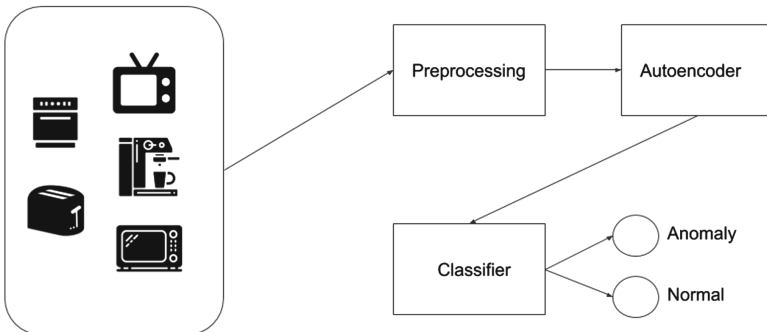 Preprocessing
Autoencoder
Classifier
Anomaly
Normal